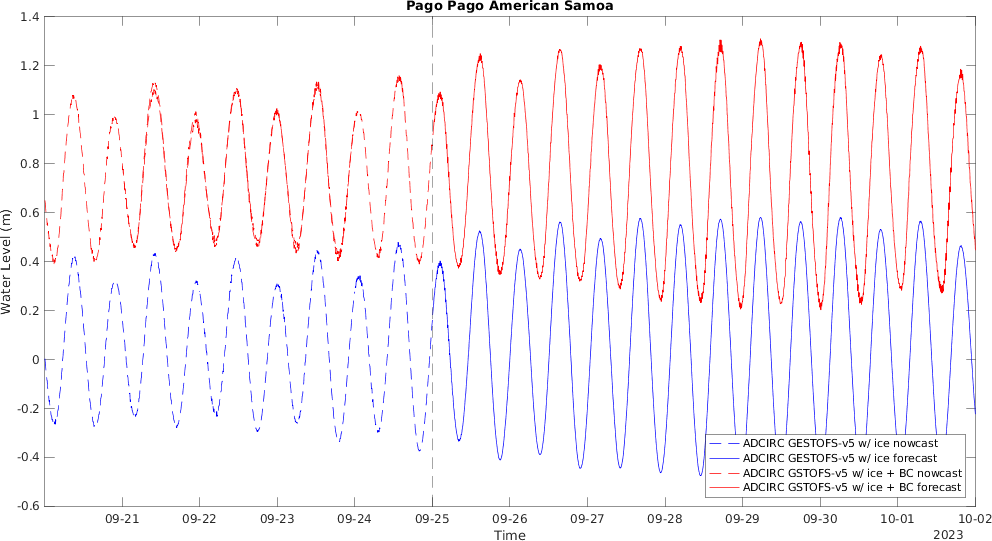 Pago Pago American Samoa
1.4
1.2
1
0.8
0.6
0.4
0.2
0
-0.2
-0.4
-0.6
Water Level (m)
ADCIRC GESTOFS-v5 w/ ice nowcast
ADCIRC GESTOFS-v5 w/ ice forecast
ADCIRC GSTOFS-v5 w/ ice + BC nowcast
ADCIRC GSTOFS-v5 w/ ice + BC forecast
09-21 09-22 09-23 09-24 09-25 09-26 09-27 09-28 09-29 09-30 10-01 10-02
Time
2023